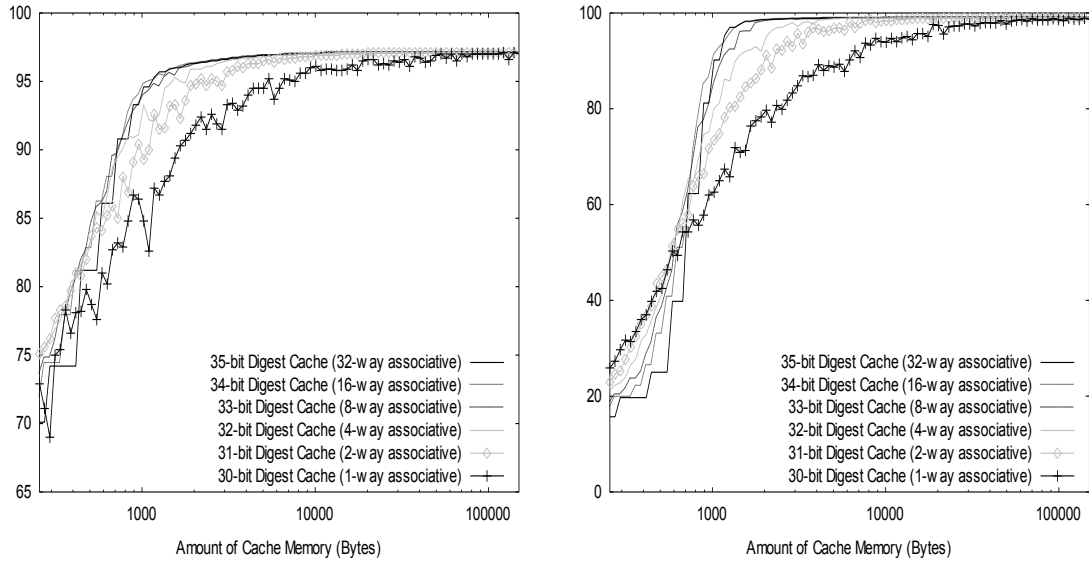 100
95
90
85
80
75
70
65
35-bit Digest Cache (32-way associative)
34-bit Digest Cache (16-way associative)
33-bit Digest Cache (8-way associative)
32-bit Digest Cache (4-way associative)
31-bit Digest Cache (2-way associative)
30-bit Digest Cache (1-way associative)
1000 10000 100000
Amount of Cache Memory (Bytes)
100
80
60
40
20
0
35-bit Digest Cache (32-way associative)
34-bit Digest Cache (16-way associative)
33-bit Digest Cache (8-way associative)
32-bit Digest Cache (4-way associative)
31-bit Digest Cache (2-way associative)
30-bit Digest Cache (1-way associative)
1000 10000 100000
Amount of Cache Memory (Bytes)